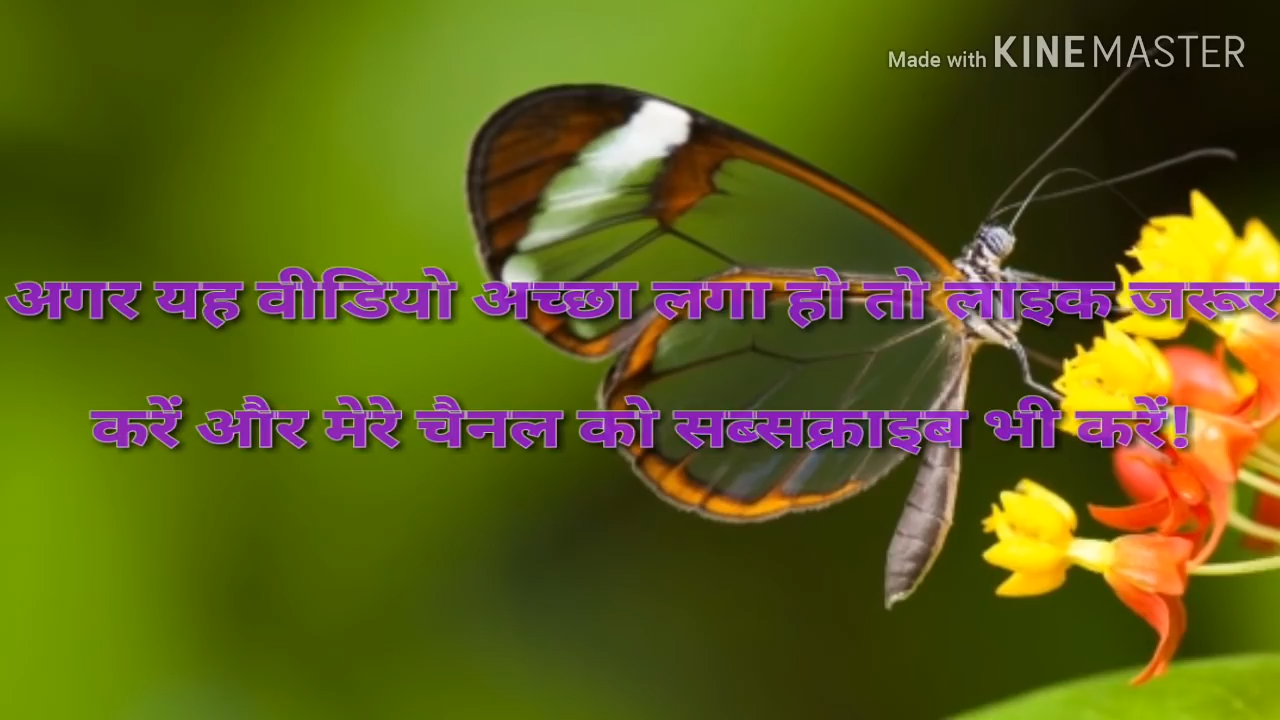 Made with KINEMASTER
अगर यह वीडियो अच्छा लगा हो तो लाइक जरूर
करें और मेरे चैनल को सब्सक्राइब भी करें!